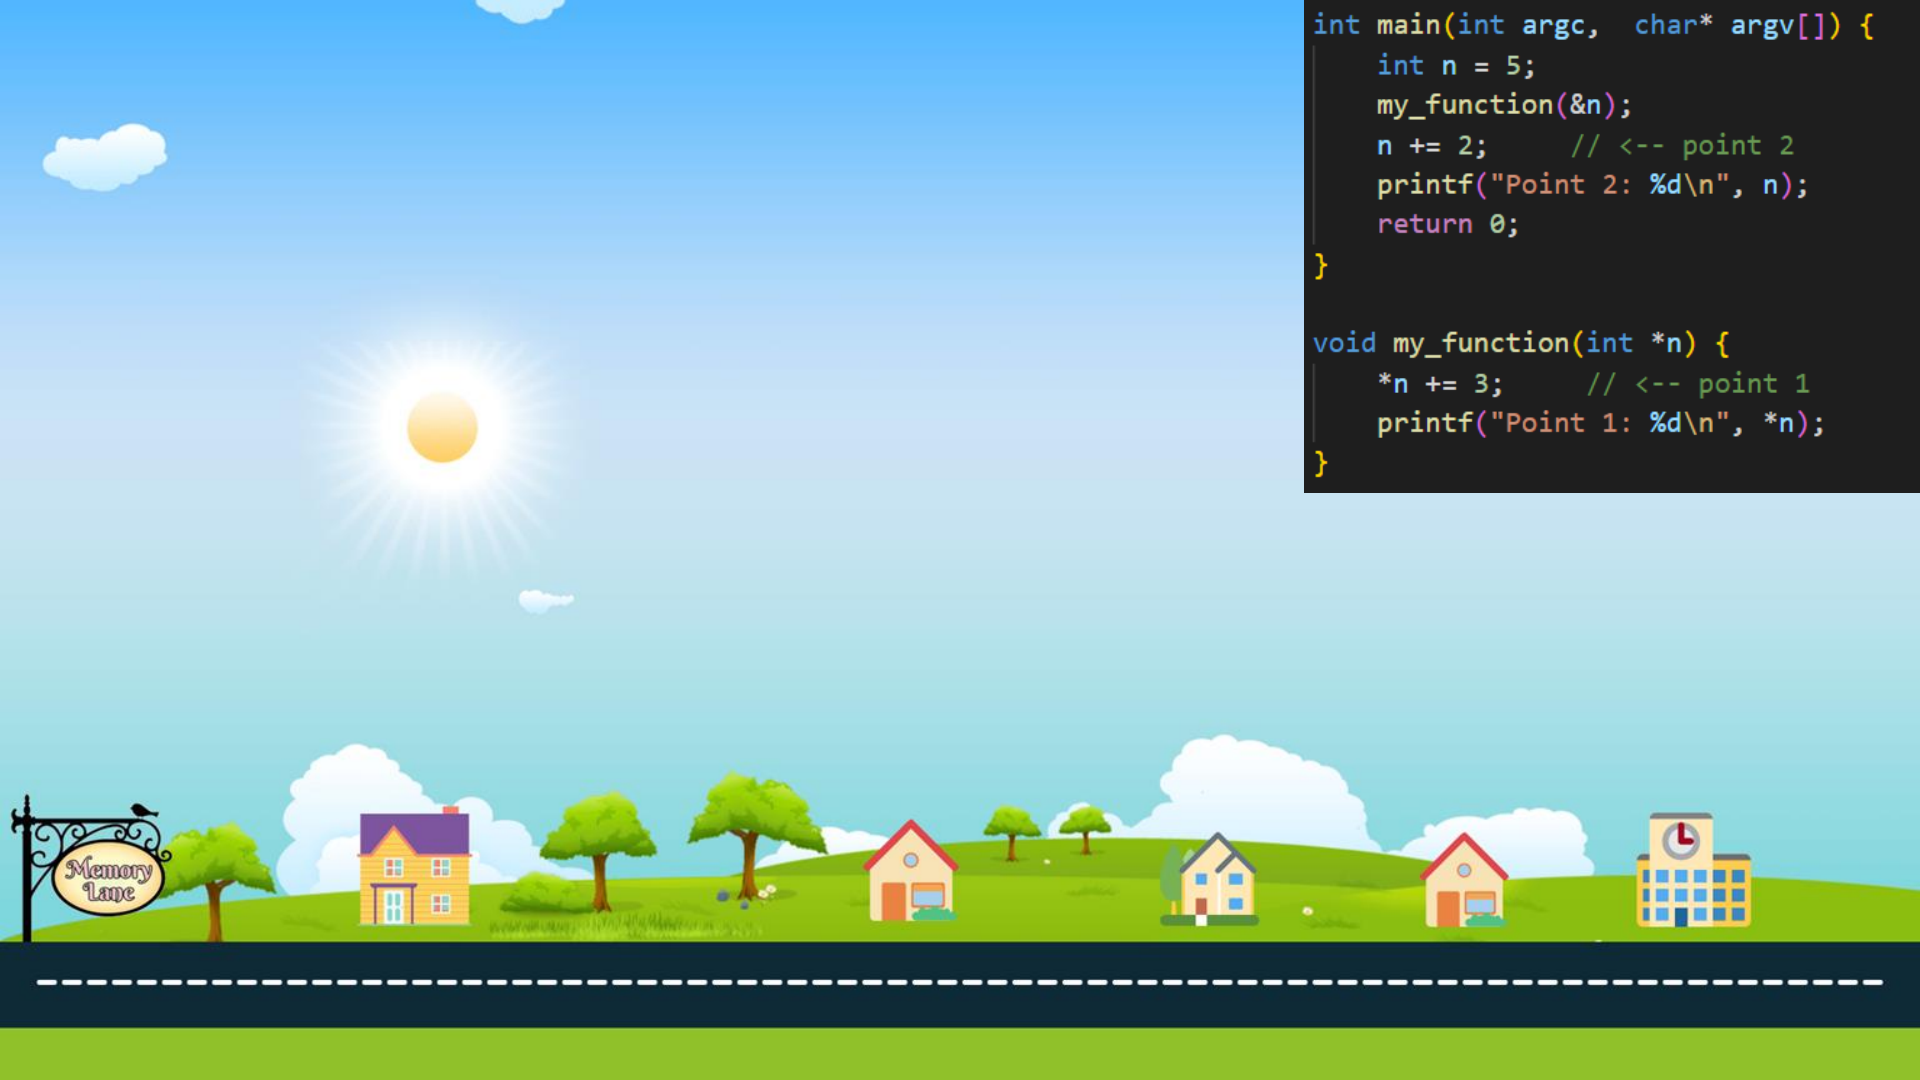 int main(int argc,  char* argv[]) {
    int n = 5;
    my_function(&n);
    n += 2;     // <-- point 2
    printf("Point 2: %d\n", n);
    return 0;
}

void my_function(int *n) {
    *n += 3;     // <-- point 1
    printf("Point 1: %d\n", *n);
}
Memory
Lane